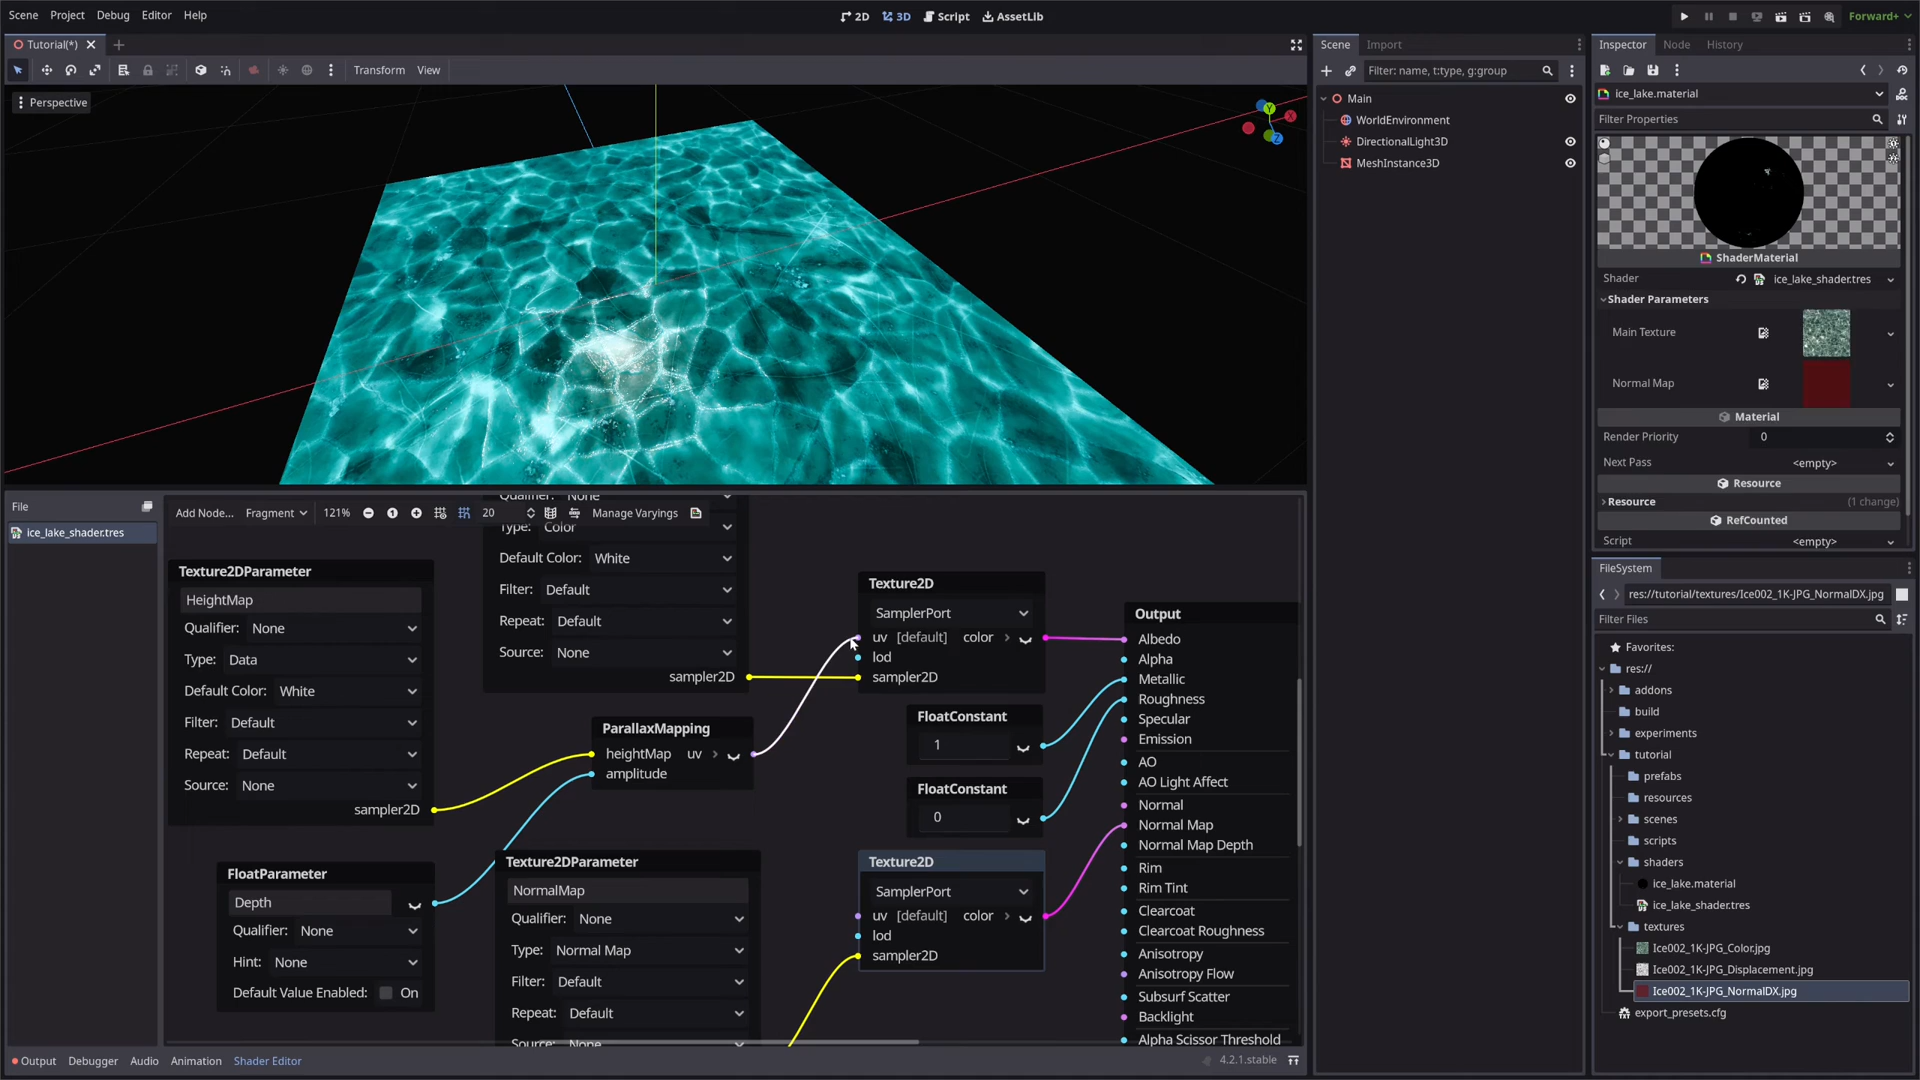 Scene Project Debug Editor Help
2D 3D Script AssetLib
Forward+
Tutorial(*)
Transform View
Perspective
Scene Import
Filter: name, t:type, g:group
Main
WorldEnvironment
DirectionalLight3D
MeshInstance3D
Inspector Node History
ice_lake.material
Filter Properties
ShaderMaterial
Shader ice_lake_shader.tres
Shader Parameters
Main Texture
Normal Map
Material
Render Priority 0
Next Pass <empty>
Resource
Resource (1 change)
RefCounted
Script <empty>
FileSystem
res://tutorial/textures/Ice002_1K-JPG_NormalDX.jpg
Filter Files
Favorites:
res://
addons
build
experiments
tutorial
prefabs
resources
scenes
scripts
shaders
ice_lake.material
ice_lake_shader.tres
textures
Ice002_1K-JPG_Color.jpg
Ice002_1K-JPG_Displacement.jpg
Ice002_1K-JPG_NormalDX.jpg
export_presets.cfg
File
ice_lake_shader.tres
Add Node... Fragment 121% 20 Manage Varyings
Texture2DParameter
HeightMap
Qualifier: None
Type: Data
Default Color: White
Filter: Default
Repeat: Default
Source: None
sampler2D
FloatParameter
Depth
Qualifier: None
Hint: None
Default Value Enabled: On
Qualifier: None
Type: Color
Default Color: White
Filter: Default
Repeat: Default
Source: None
sampler2D
ParallaxMapping
heightMap uv
amplitude
Texture2DParameter
NormalMap
Qualifier: None
Type: Normal Map
Filter: Default
Repeat: Default
Source: None
Texture2D
SamplerPort
uv [default] color
lod
sampler2D
FloatConstant
1
FloatConstant
0
Texture2D
SamplerPort
uv [default] color
lod
sampler2D
Output
Albedo
Alpha
Metallic
Roughness
Specular
Emission
AO
AO Light Affect
Normal
Normal Map
Normal Map Depth
Rim
Rim Tint
Clearcoat
Clearcoat Roughness
Anisotropy
Anisotropy Flow
Subsurf Scatter
Backlight
Alpha Scissor Threshold
Output Debugger Audio Animation Shader Editor
4.2.1.stable